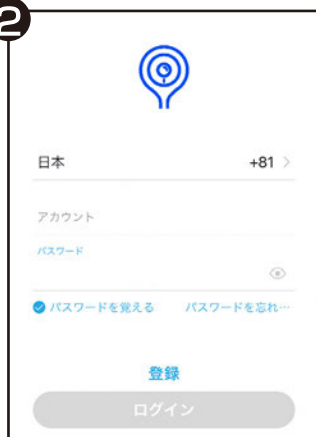 2
日本 +81 >
アカウント
パスワード
パスワードを覚える パスワードを忘れ…
登録
ログイン